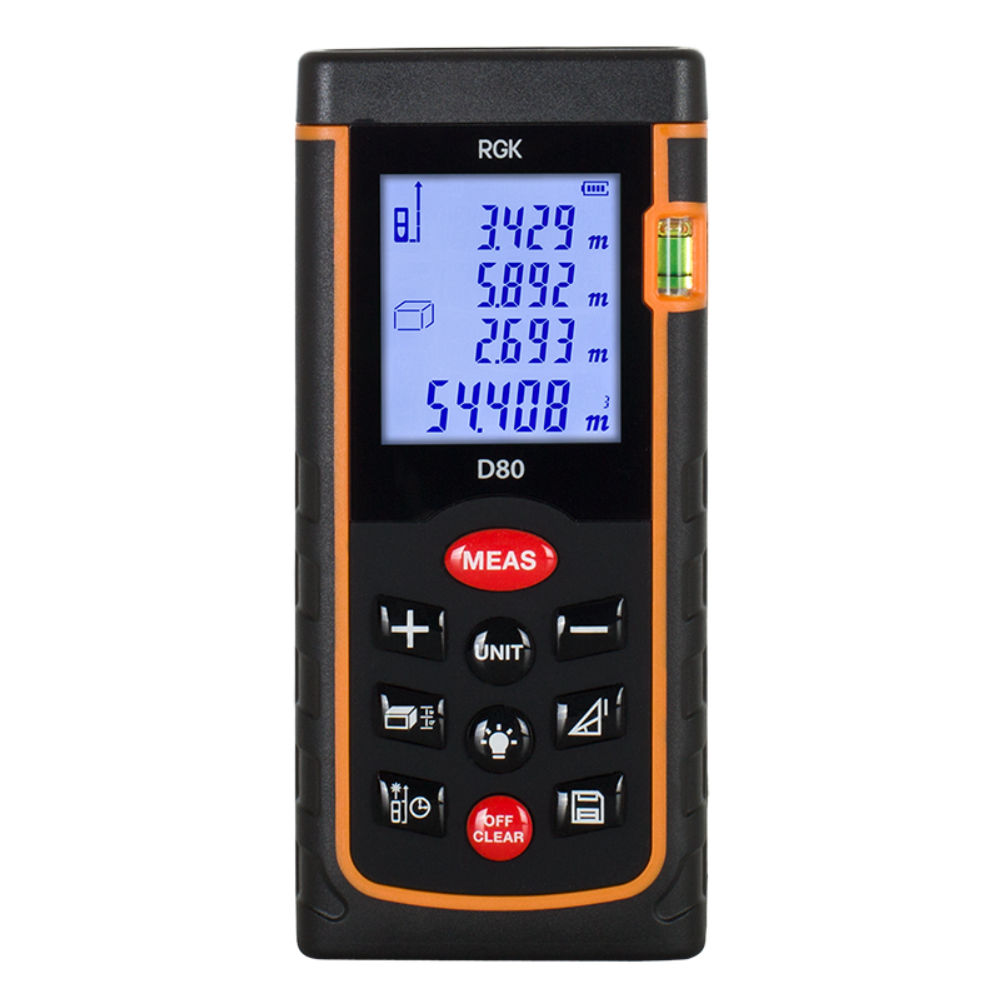 RGK
3.429 m
5.892 m
2.693 m
54.408 m³
D80
MEAS
+
UNIT
−
OFF
CLEAR